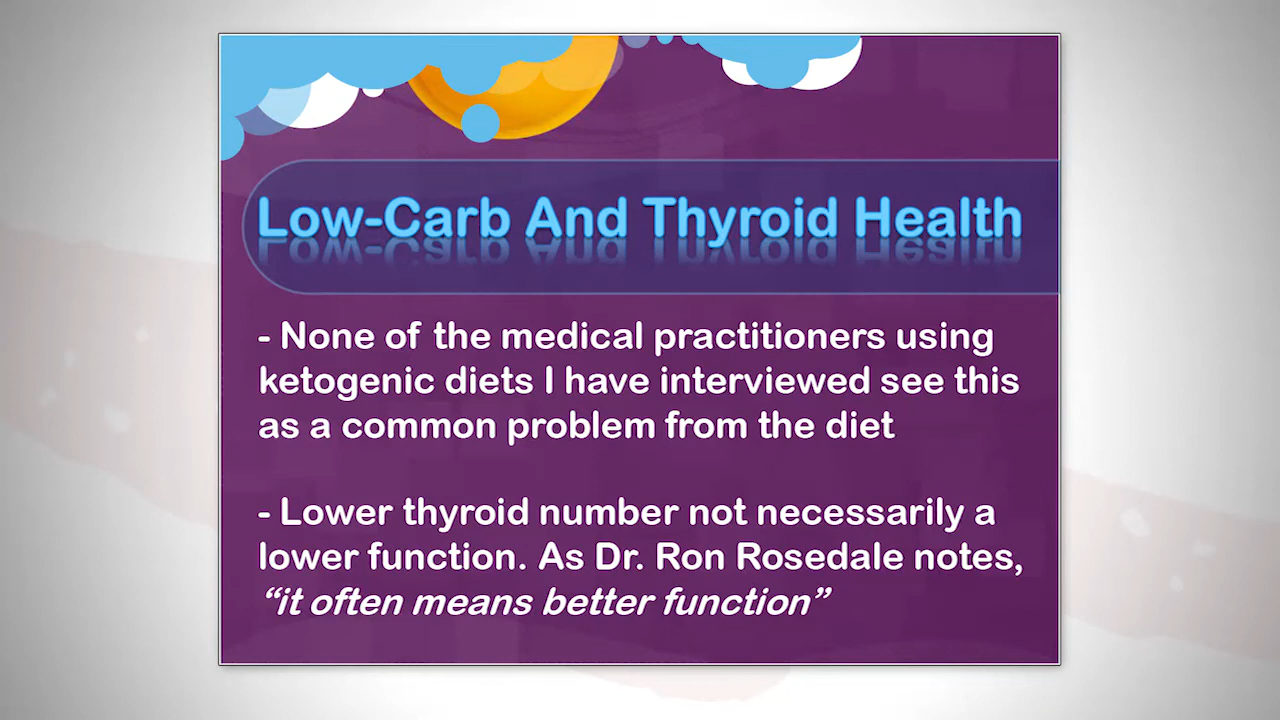 Low-Carb And Thyroid Health
- None of the medical practitioners using
ketogenic diets I have interviewed see this
as a common problem from the diet
- Lower thyroid number not necessarily a
lower function. As Dr. Ron Rosedale notes,
“it often means better function”